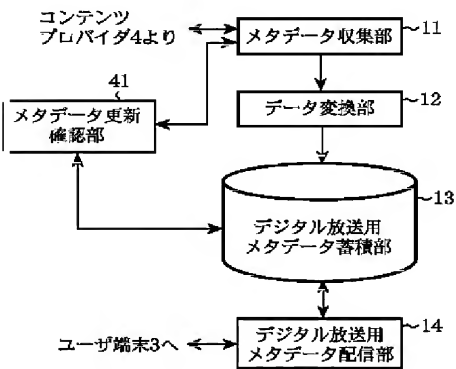 コンテンツ
プロバイダ4より
メタデータ収集部
11
41
メタデータ更新
確認部
データ変換部
12
デジタル放送用
メタデータ蓄積部
13
ユーザ端末3へ
デジタル放送用
メタデータ配信部
14